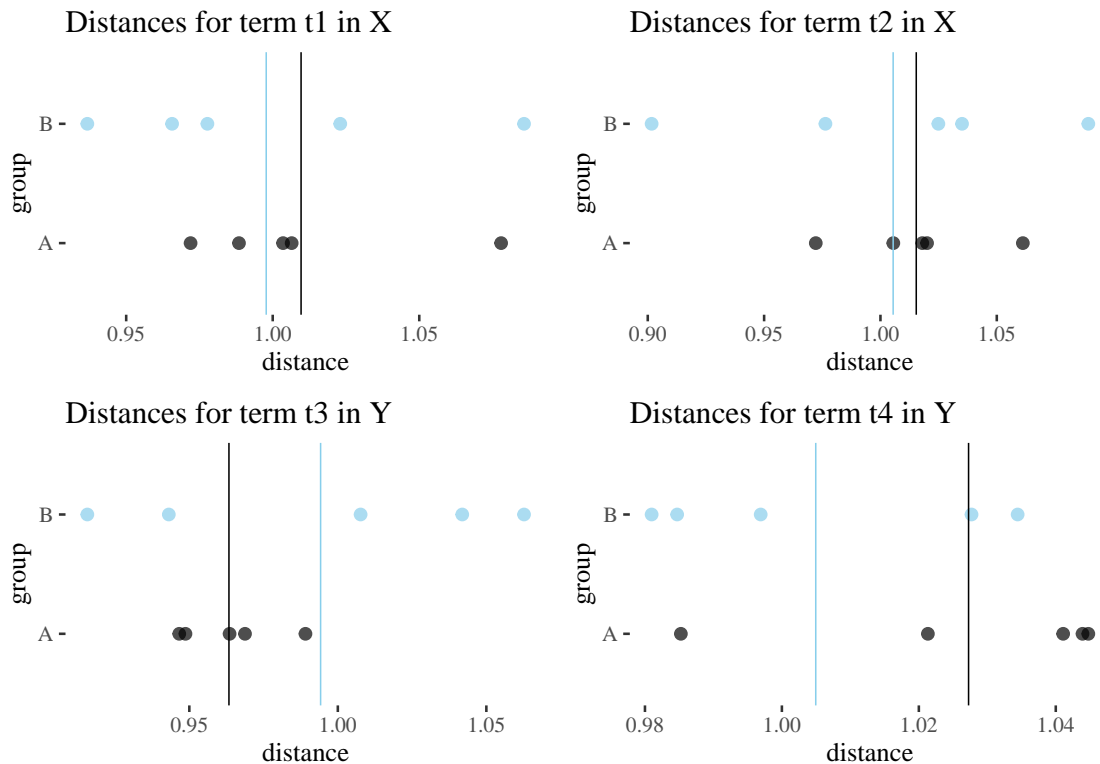 Distances for term t1 in X
B
A
group
0.95 1.00 1.05
distance
Distances for term t2 in X
B
A
group
0.90 0.95 1.00 1.05
distance
Distances for term t3 in Y
B
A
group
0.95 1.00 1.05
distance
Distances for term t4 in Y
B
A
group
0.98 1.00 1.02 1.04
distance